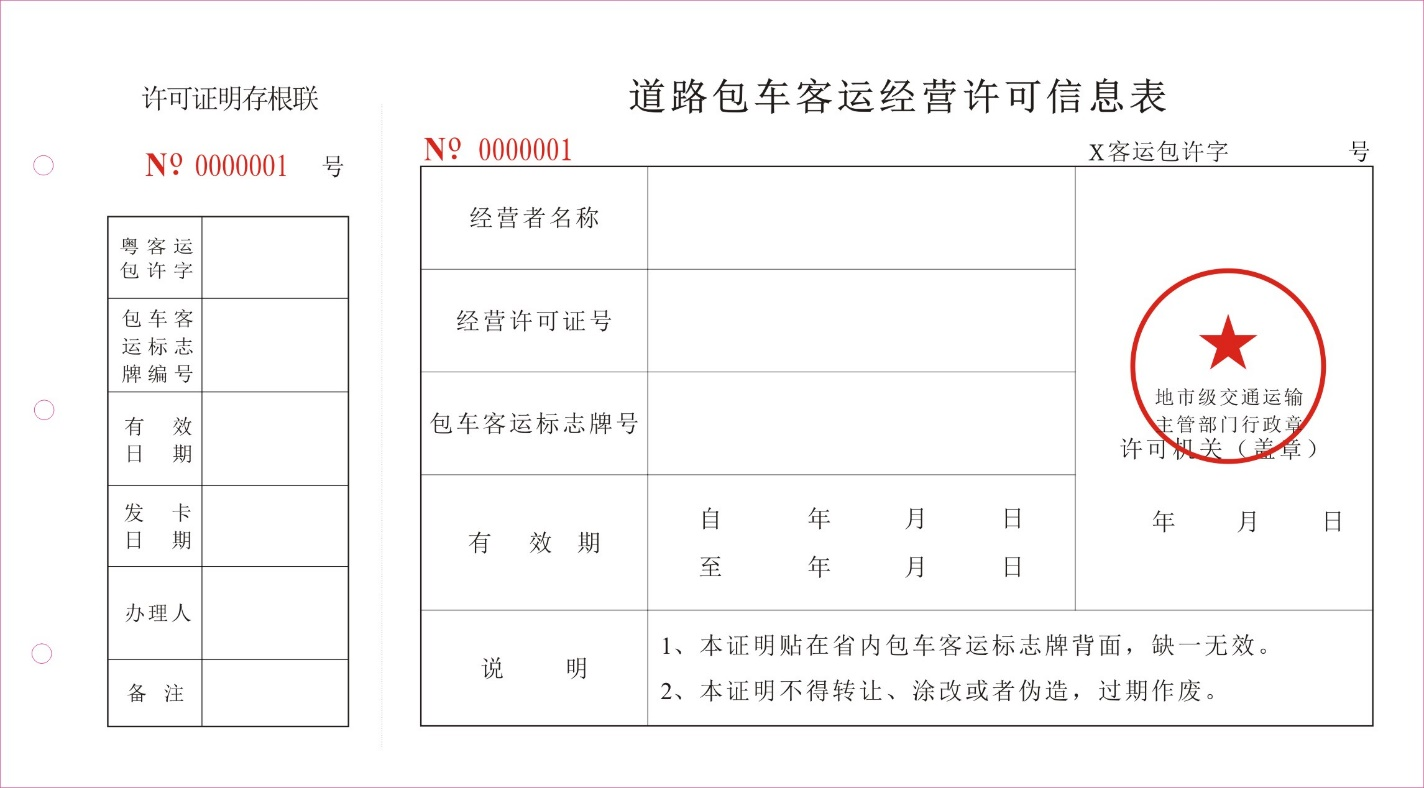 许可证明存根联
№ 0000001 号
粤客运
包许字
包车客
运标志
牌编号
有效
日期
发卡
日期
办理人
备注
道路包车客运经营许可信息表
№ 0000001
X客运包许字 号
经营者名称
经营许可证号
包车客运标志牌号
有效期
自 年 月 日
至 年 月 日
地市级交通运输
主管部门行政章
许可机关（盖章）
年 月 日
说明
1、本证明贴在省内包车客运标志牌背面，缺一无效。
2、本证明不得转让、涂改或者伪造，过期作废。